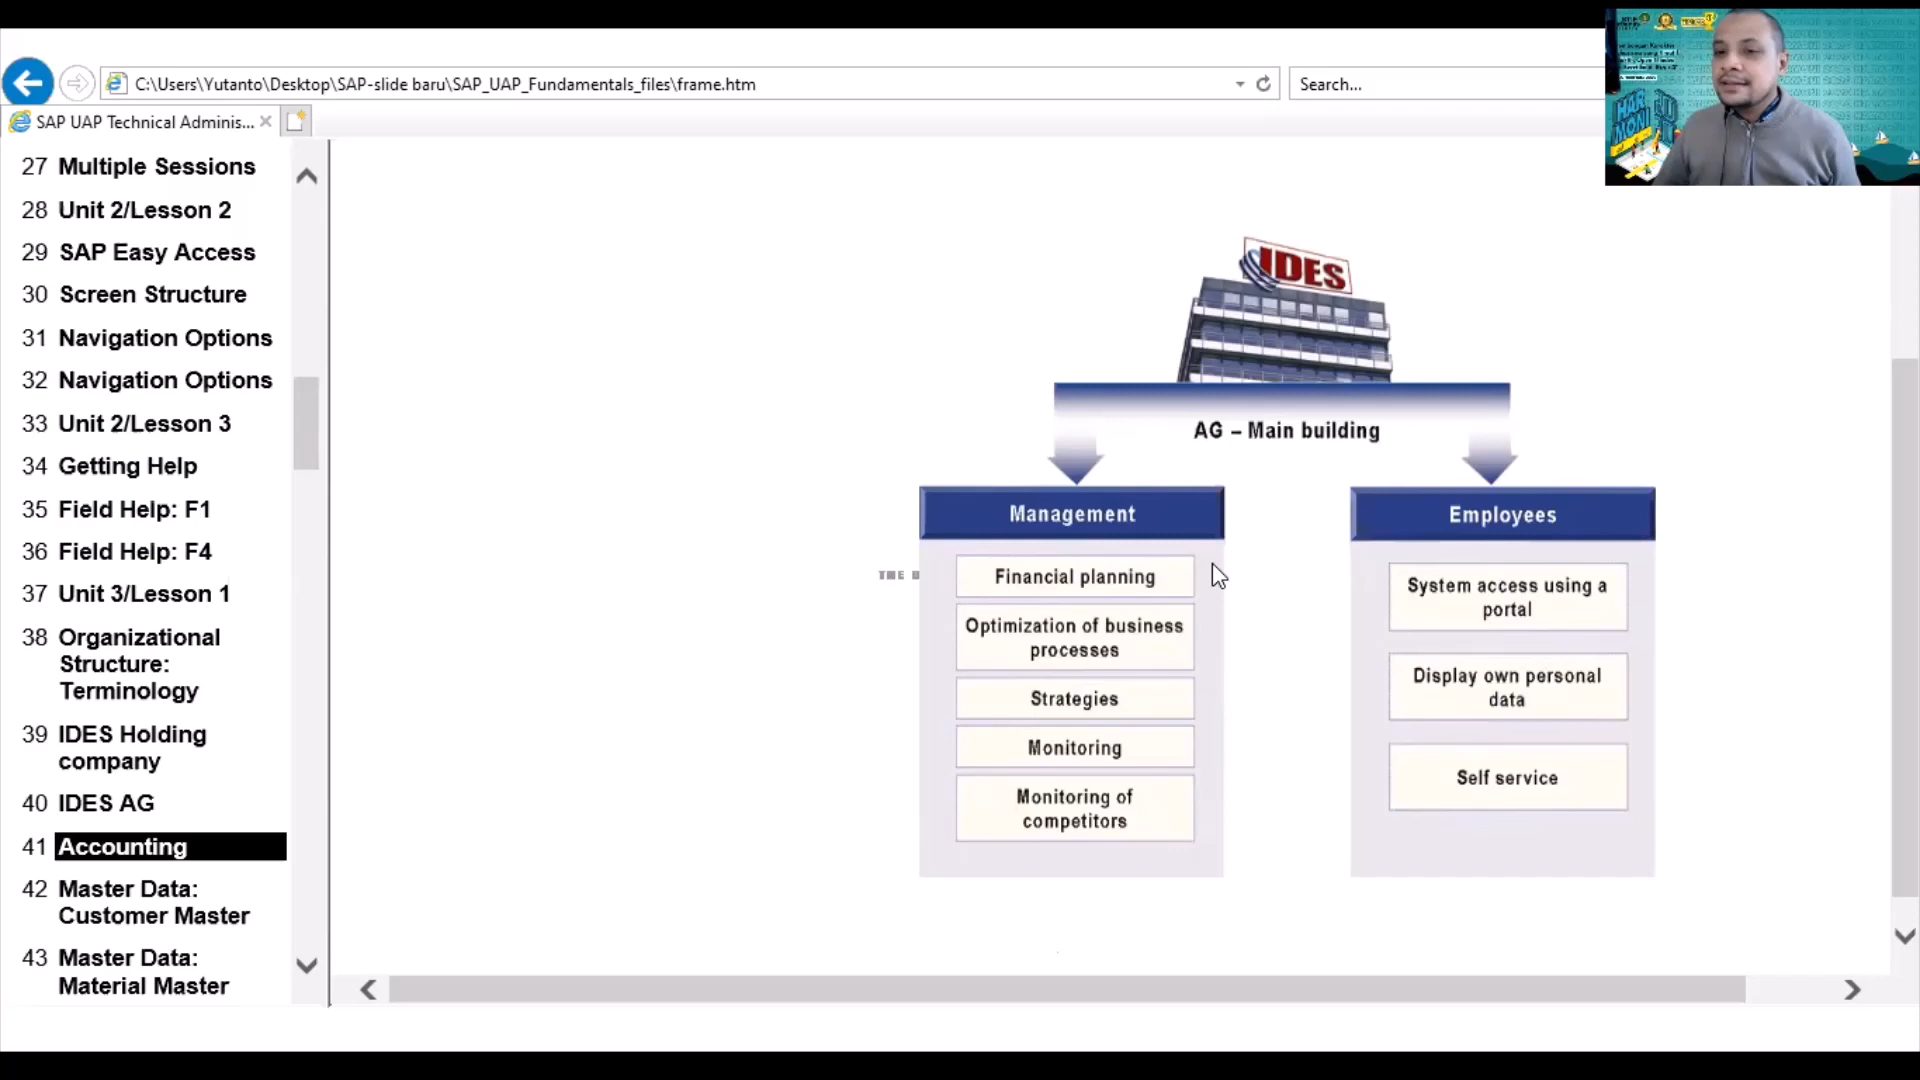 C:\Users\Yutanto\Desktop\SAP-slide baru\SAP_UAP_Fundamentals_files\frame.htm
Search...
SAP UAP Technical Adminis...
27 Multiple Sessions
28 Unit 2/Lesson 2
29 SAP Easy Access
30 Screen Structure
31 Navigation Options
32 Navigation Options
33 Unit 2/Lesson 3
34 Getting Help
35 Field Help: F1
36 Field Help: F4
37 Unit 3/Lesson 1
38 Organizational
Structure:
Terminology
39 IDES Holding
company
40 IDES AG
41 Accounting
42 Master Data:
Customer Master
43 Master Data:
Material Master
IDES
AG – Main building
Management
Financial planning
Optimization of business
processes
Strategies
Monitoring
Monitoring of
competitors
Employees
System access using a
portal
Display own personal
data
Self service
THE
HAR
MONI